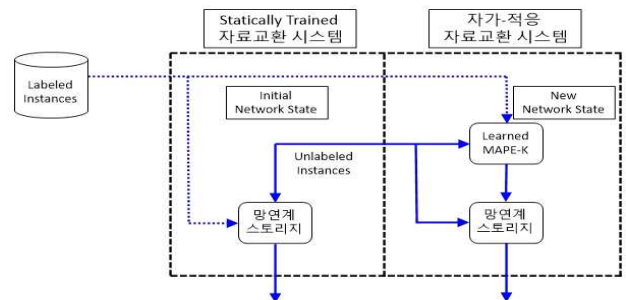 Statically Trained
자료교환 시스템
자가-적응
자료교환 시스템
Labeled
Instances
Initial
Network State
New
Network State
Learned
MAPE-K
Unlabeled
Instances
망연계
스토리지
망연계
스토리지